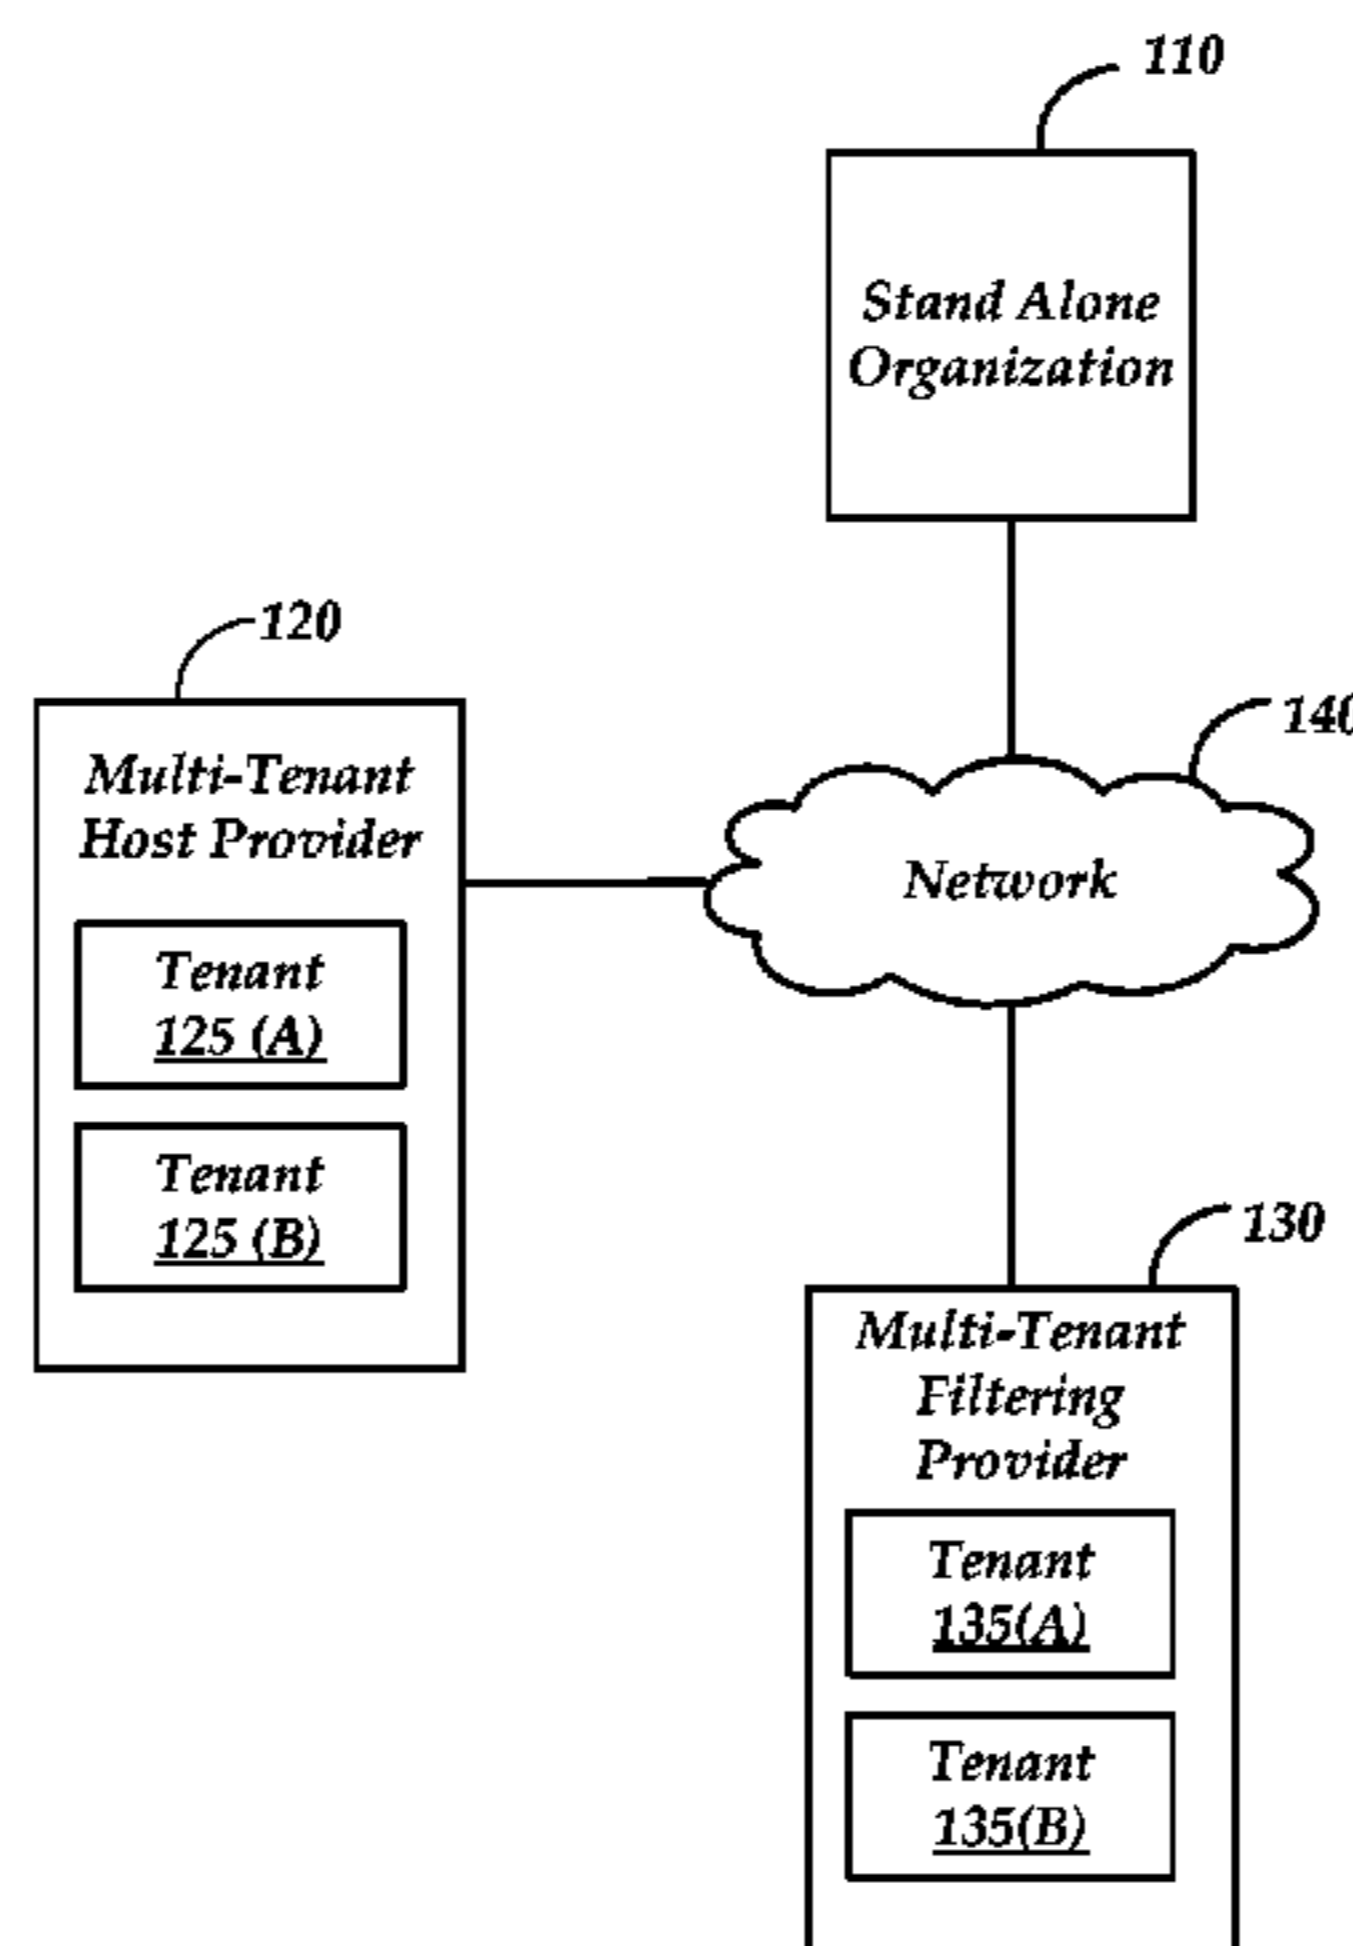 110
Stand Alone
Organization
120
140
Multi-Tenant
Host Provider
Network
Tenant
125 (A)
Tenant
125 (B)
130
Multi-Tenant
Filtering
Provider
Tenant
135(A)
Tenant
135(B)